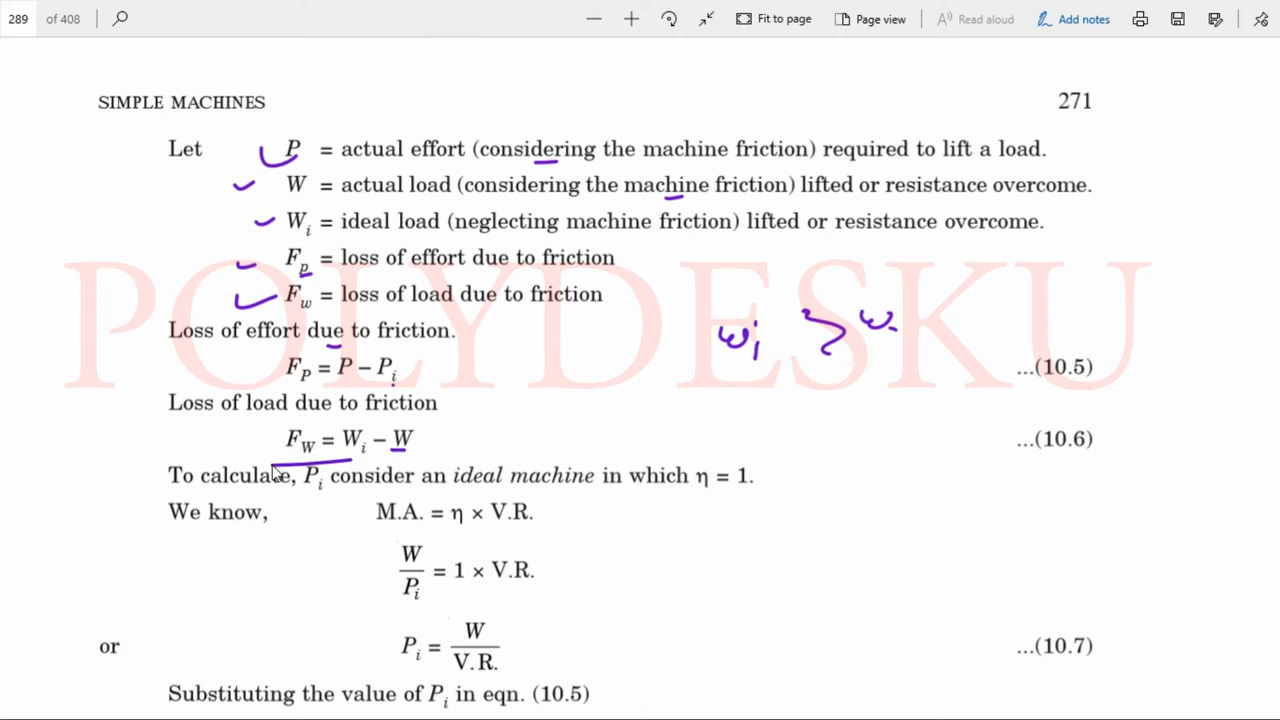 289 of 408 Fit to page Page view Read aloud Add notes
SIMPLE MACHINES 271
Let P = actual effort (considering the machine friction) required to lift a load.
W = actual load (considering the machine friction) lifted or resistance overcome.
Wi = ideal load (neglecting machine friction) lifted or resistance overcome.
Fp = loss of effort due to friction
Fw = loss of load due to friction
Loss of effort due to friction.
wi > w
FP = P – Pi ...(10.5)
Loss of load due to friction
FW = Wi – W ...(10.6)
To calculate, Pi consider an ideal machine in which η = 1.
We know, M.A. = η × V.R.
W/Pi = 1 × V.R.
or Pi = W/V.R. ...(10.7)
Substituting the value of Pi in eqn. (10.5)
POLYDESKU